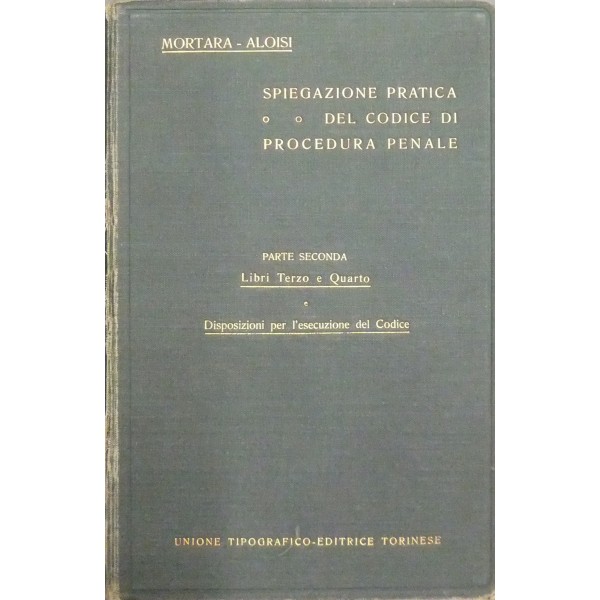 MORTARA - ALOISI
SPIEGAZIONE PRATICA
DEL CODICE DI
PROCEDURA PENALE
PARTE SECONDA
Libri Terzo e Quarto
e
Disposizioni per l'esecuzione del Codice
UNIONE TIPOGRAFICO-EDITRICE TORINESE